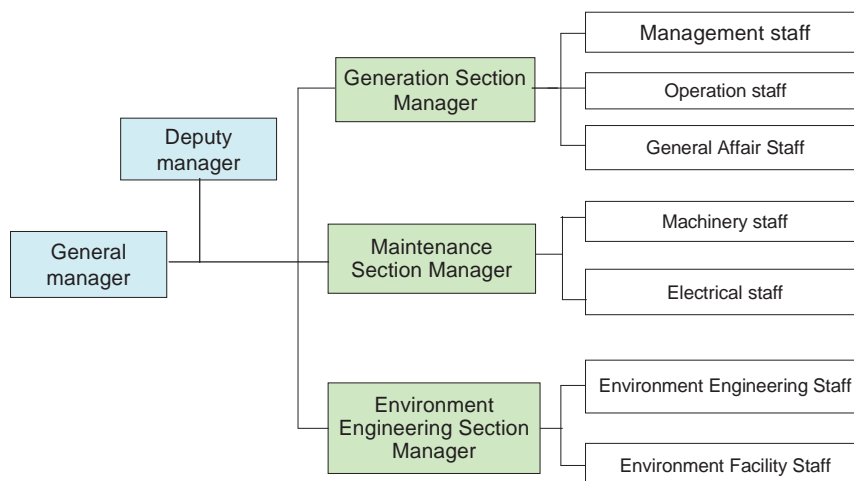 General
manager
Deputy
manager
Generation Section
Manager
Management staff
Operation staff
General Affair Staff
Maintenance
Section Manager
Machinery staff
Electrical staff
Environment
Engineering Section
Manager
Environment Engineering Staff
Environment Facility Staff